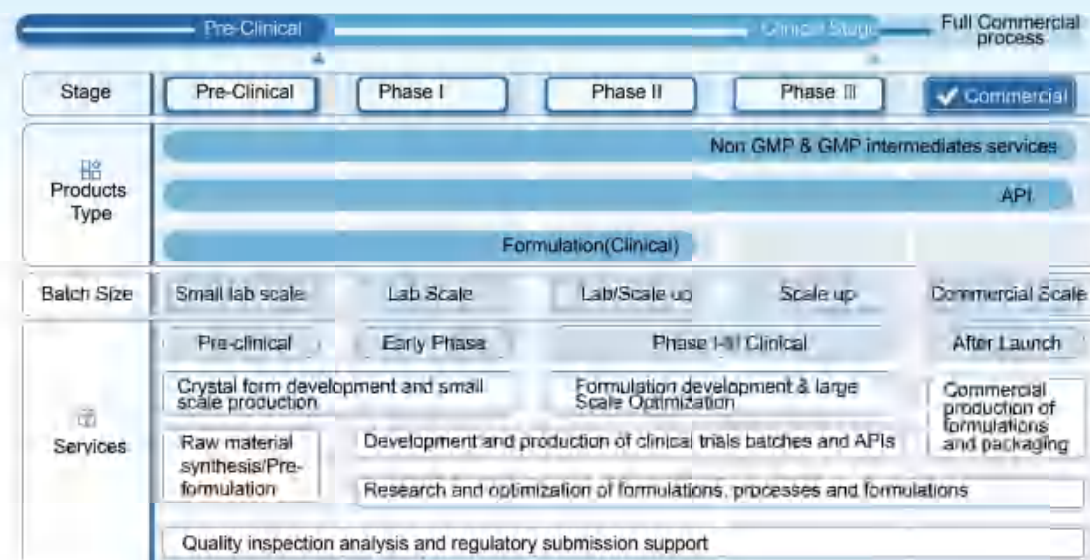 Pre-Clinical
Clinical Stage
Full Commercial
process
Stage
Pre-Clinical
Phase I
Phase II
Phase III
Commercial
Products
Type
Non GMP & GMP intermediates services
API
Formulation(Clinical)
Batch Size
Small lab scale
Lab Scale
Lab/Scale up
Scale up
Commercial Scale
Services
Pre-clinical
Early Phase
Phase I-III Clinical
After Launch
Crystal form development and small
scale production
Formulation development & large
Scale Optimization
Commercial
production of
formulations
and packaging
Raw material
synthesis/Pre-
formulation
Development and production of clinical trials batches and APIs
Research and optimization of formulations, processes and formulations
Quality inspection analysis and regulatory submission support